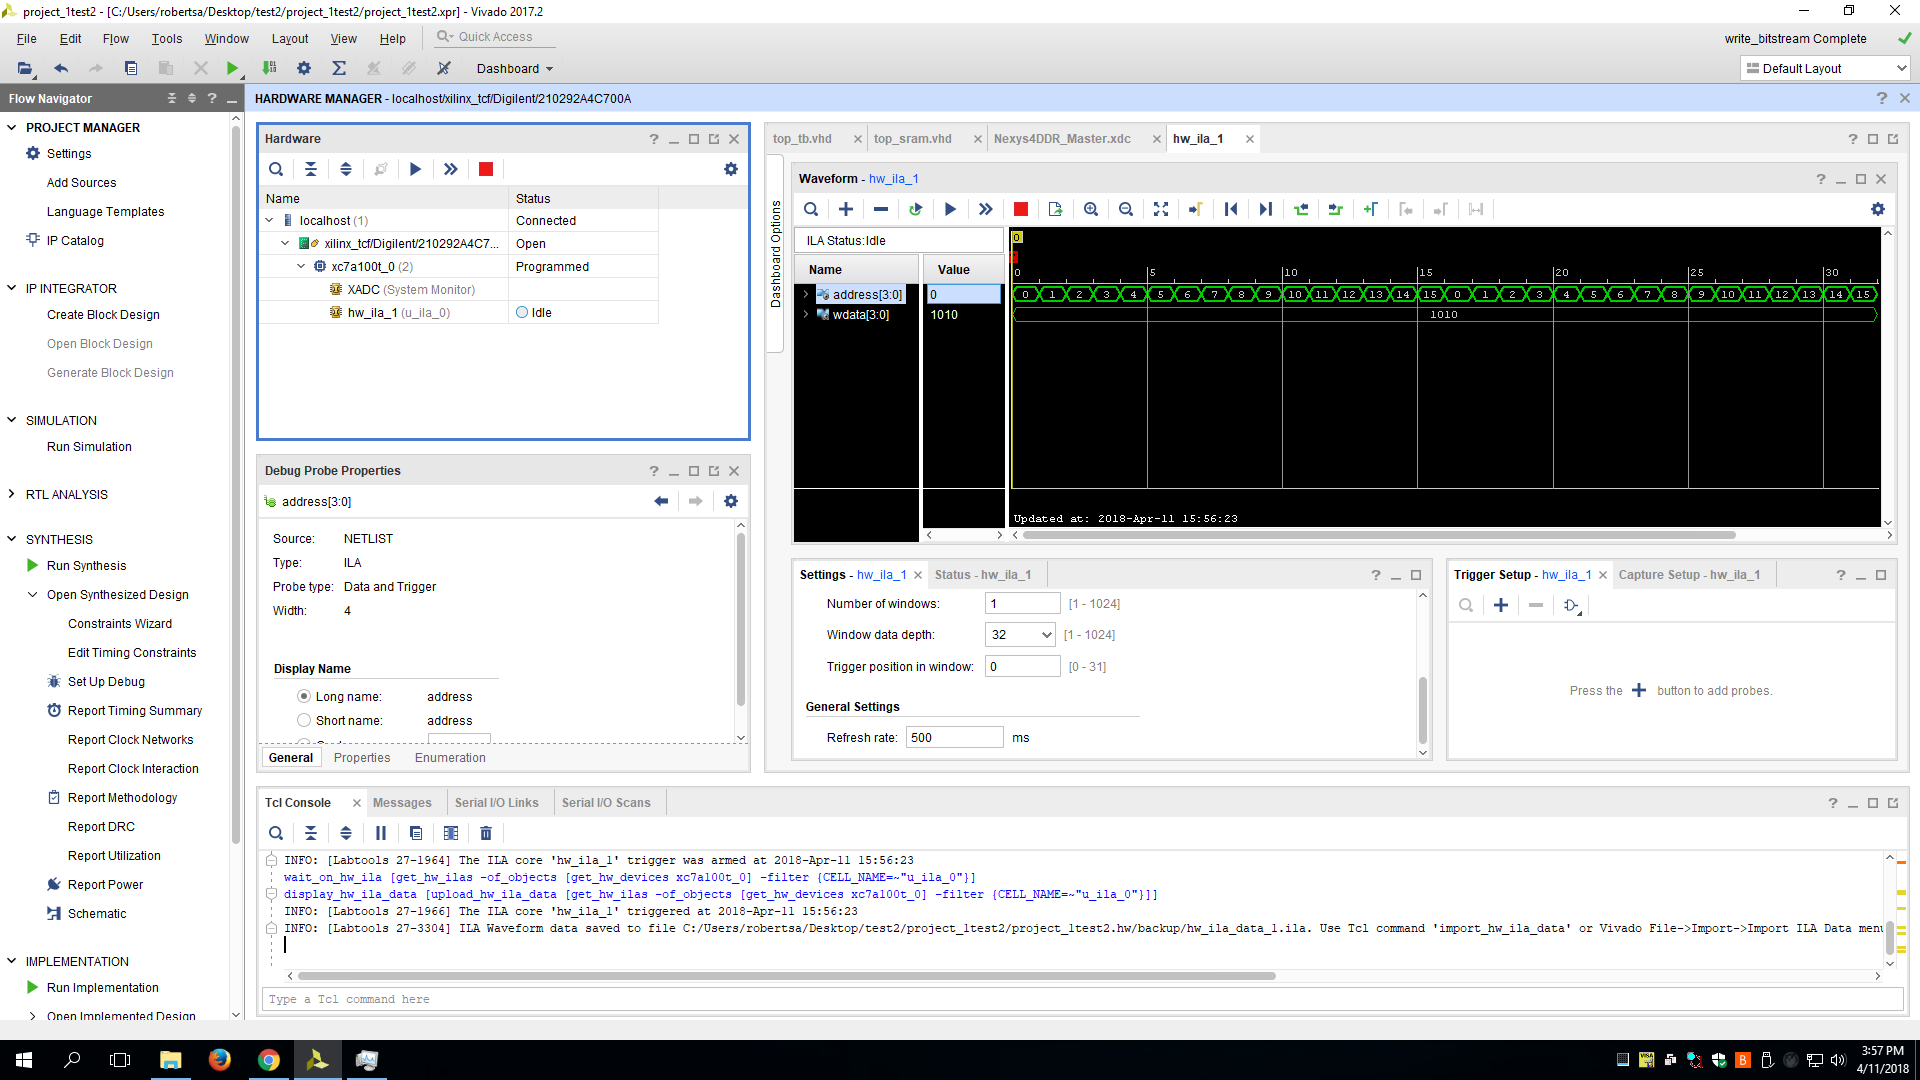 project_1test2 - [C:/Users/robertsa/Desktop/test2/project_1test2/project_1test2.xpr] - Vivado 2017.2
File Edit Flow Tools Window Layout View Help
Quick Access
write_bitstream Complete
Dashboard
Default Layout
Flow Navigator
PROJECT MANAGER
Settings
Add Sources
Language Templates
IP Catalog
IP INTEGRATOR
Create Block Design
Open Block Design
Generate Block Design
SIMULATION
Run Simulation
RTL ANALYSIS
SYNTHESIS
Run Synthesis
Open Synthesized Design
Constraints Wizard
Edit Timing Constraints
Set Up Debug
Report Timing Summary
Report Clock Networks
Report Clock Interaction
Report Methodology
Report DRC
Report Utilization
Report Power
Schematic
IMPLEMENTATION
Run Implementation
Open Implemented Design
HARDWARE MANAGER - localhost/xilinx_tcf/Digilent/210292A4C700A
Hardware
Name Status
localhost (1) Connected
xilinx_tcf/Digilent/210292A4C7... Open
xc7a100t_0 (2) Programmed
XADC (System Monitor)
hw_ila_1 (u_ila_0) Idle
Debug Probe Properties
address[3:0]
Source: NETLIST
Type: ILA
Probe type: Data and Trigger
Width: 4
Display Name
Long name: address
Short name: address
General Properties Enumeration
top_tb.vhd top_sram.vhd Nexys4DDR_Master.xdc hw_ila_1
Dashboard Options
Waveform - hw_ila_1
ILA Status:Idle
Name Value
address[3:0] 0
wdata[3:0] 1010
0
0 5 10 15 20 25 30
0 1 2 3 4 5 6 7 8 9 10 11 12 13 14 15 0 1 2 3 4 5 6 7 8 9 10 11 12 13 14 15
1010
Updated at: 2018-Apr-11 15:56:23
Settings - hw_ila_1 Status - hw_ila_1
Number of windows: 1 [1 - 1024]
Window data depth: 32 [1 - 1024]
Trigger position in window: 0 [0 - 31]
General Settings
Refresh rate: 500 ms
Trigger Setup - hw_ila_1 Capture Setup - hw_ila_1
Press the + button to add probes.
Tcl Console Messages Serial I/O Links Serial I/O Scans
INFO: [Labtools 27-1964] The ILA core 'hw_ila_1' trigger was armed at 2018-Apr-11 15:56:23
wait_on_hw_ila [get_hw_ilas -of_objects [get_hw_devices xc7a100t_0] -filter {CELL_NAME=~"u_ila_0"}]
display_hw_ila_data [upload_hw_ila_data [get_hw_ilas -of_objects [get_hw_devices xc7a100t_0] -filter {CELL_NAME=~"u_ila_0"}]]
INFO: [Labtools 27-1966] The ILA core 'hw_ila_1' triggered at 2018-Apr-11 15:56:23
INFO: [Labtools 27-3304] ILA Waveform data saved to file C:/Users/robertsa/Desktop/test2/project_1test2/project_1test2.hw/backup/hw_ila_data_1.ila. Use Tcl command 'import_hw_ila_data' or Vivado File->Import->Import ILA Data menu
Type a Tcl command here
3:57 PM
4/11/2018